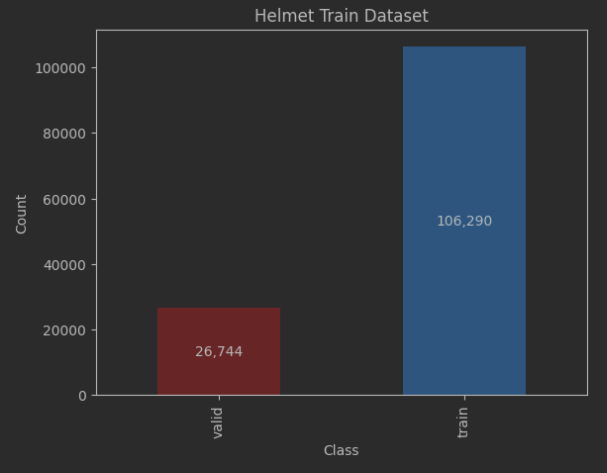 Helmet Train Dataset
100000
80000
60000
40000
20000
0
Count
106,290
26,744
valid
train
Class